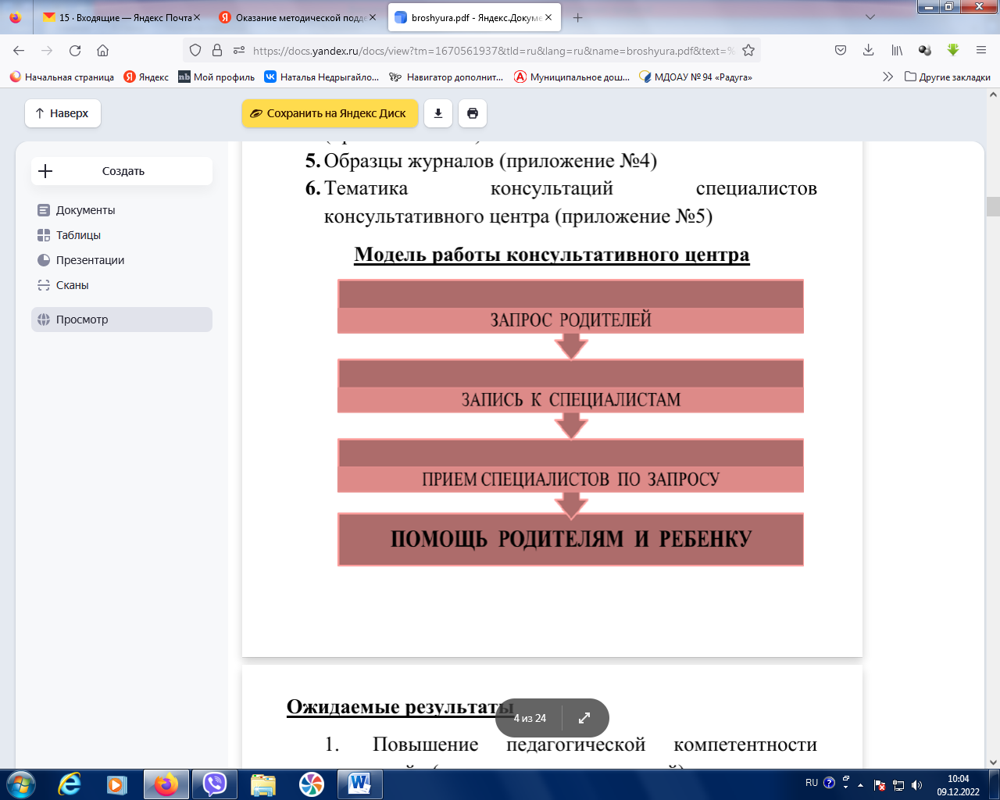 15 · Входящие — Яндекс Почта
Оказание методической подде
broshyura.pdf - Яндекс.Докуме
https://docs.yandex.ru/docs/view?tm=1670561937&tld=ru&lang=ru&name=broshyura.pdf&text=%
Начальная страница
Яндекс
Мой профиль
Наталья Недрыгайло...
Навигатор дополнит...
Муниципальное дош...
МДОАУ № 94 «Радуга»
Другие закладки
Наверх
Сохранить на Яндекс Диск
Создать
Документы
Таблицы
Презентации
Сканы
Просмотр
5. Образцы журналов (приложение №4)
6. Тематика консультаций специалистов
консультативного центра (приложение №5)
Модель работы консультативного центра
ЗАПРОС РОДИТЕЛЕЙ
ЗАПИСЬ К СПЕЦИАЛИСТАМ
ПРИЕМ СПЕЦИАЛИСТОВ ПО ЗАПРОСУ
ПОМОЩЬ РОДИТЕЛЯМ И РЕБЕНКУ
Ожидаемые результаты
4 из 24
1. Повышение педагогической компетентности
RU
10:04
09.12.2022